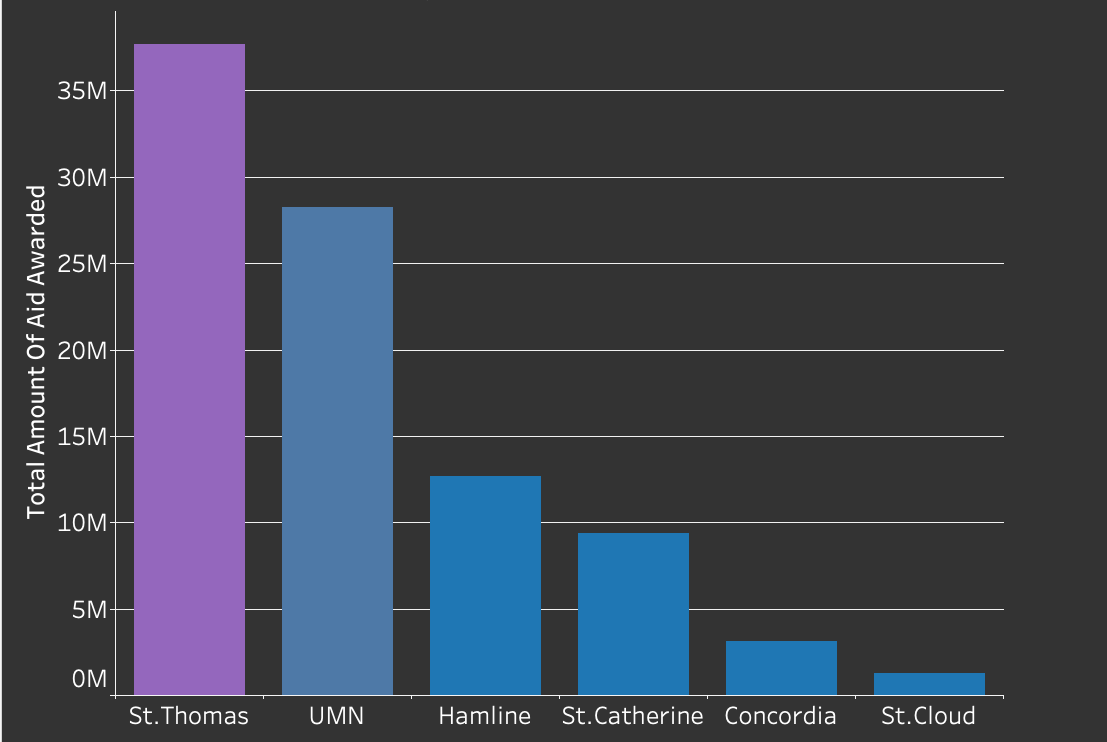 Total Amount Of Aid Awarded
35M
30M
25M
20M
15M
10M
5M
0M
St.Thomas UMN Hamline St.Catherine Concordia St.Cloud